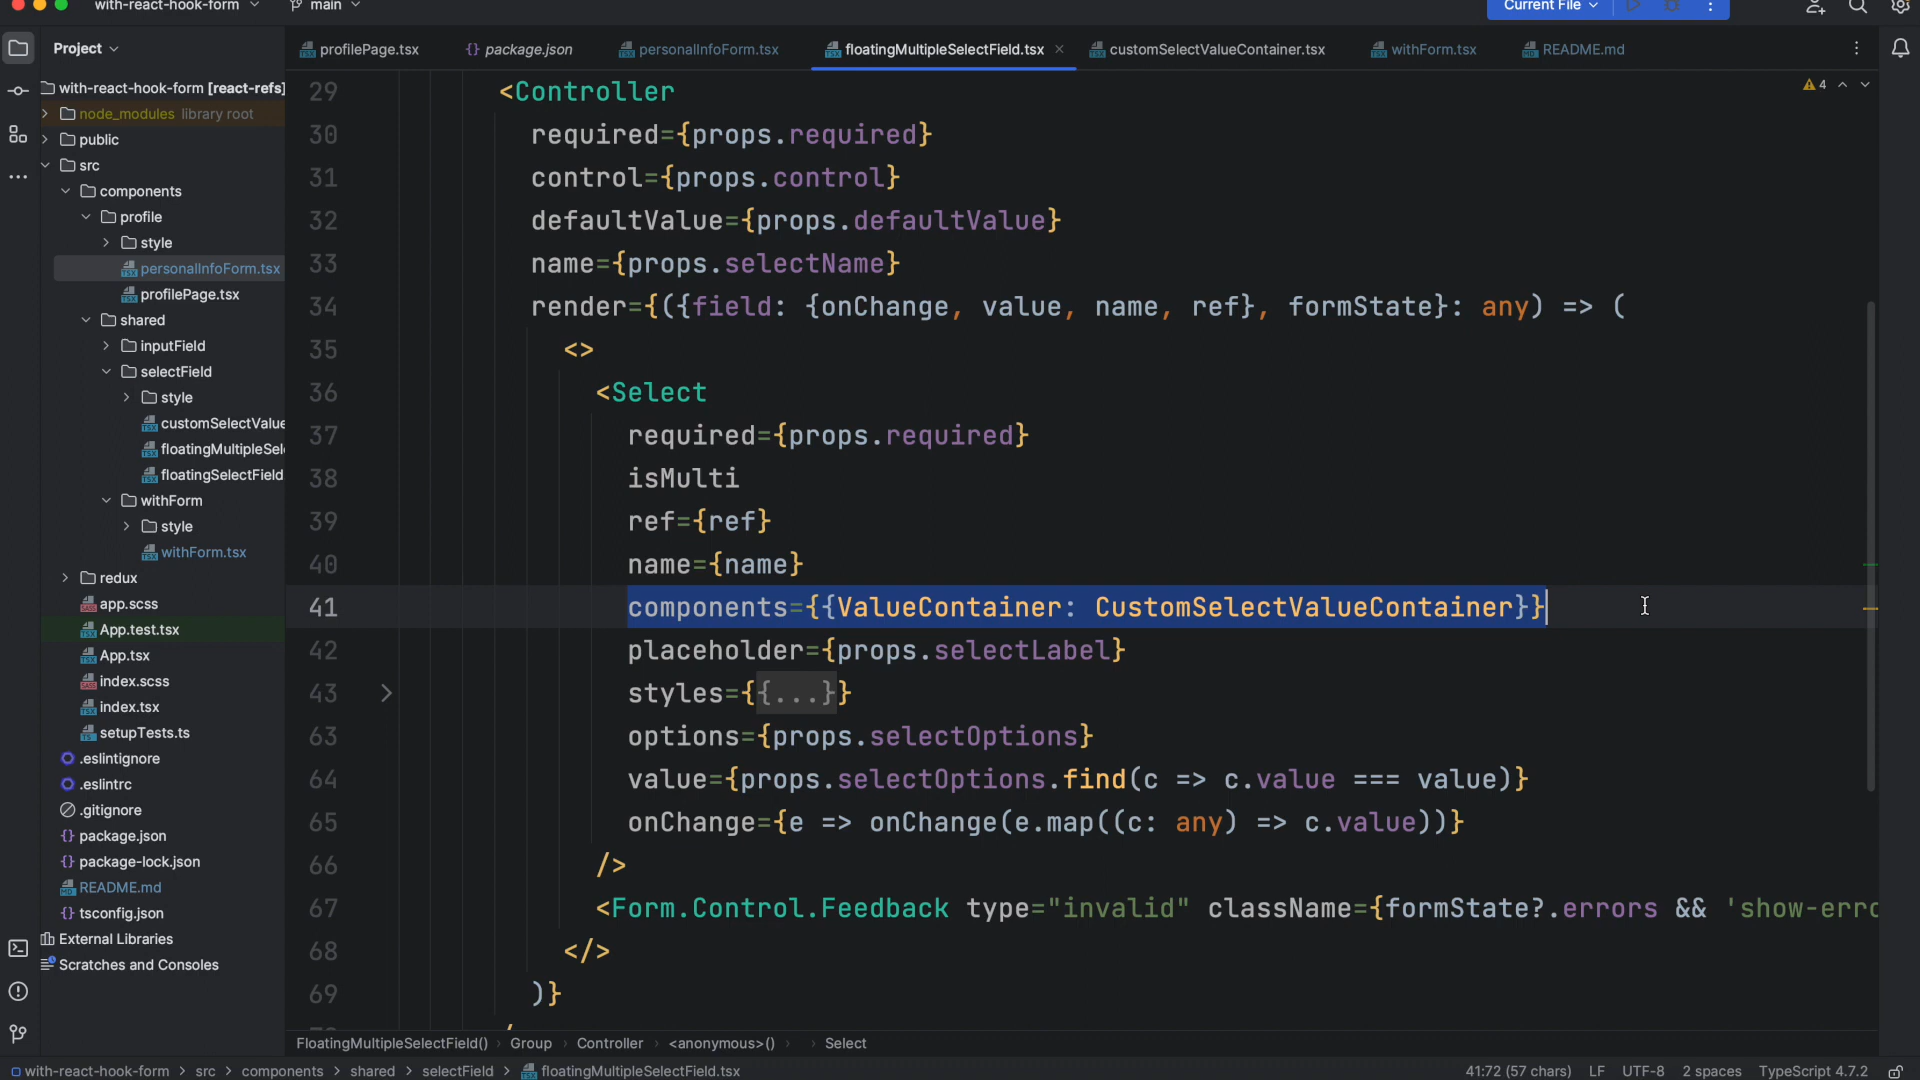 with-react-hook-form
main
Current File
Project
profilePage.tsx
package.json
personalInfoForm.tsx
floatingMultipleSelectField.tsx
customSelectValueContainer.tsx
withForm.tsx
README.md
with-react-hook-form [react-refs]
node_modules library root
public
src
components
profile
style
personalInfoForm.tsx
profilePage.tsx
shared
inputField
selectField
style
customSelectValue
floatingMultipleSel
floatingSelectField
withForm
style
withForm.tsx
redux
app.scss
App.test.tsx
App.tsx
index.scss
index.tsx
setupTests.ts
.eslintignore
.eslintrc
.gitignore
package.json
package-lock.json
README.md
tsconfig.json
External Libraries
Scratches and Consoles
4
29 <Controller
30 required={props.required}
31 control={props.control}
32 defaultValue={props.defaultValue}
33 name={props.selectName}
34 render={({field: {onChange, value, name, ref}, formState}: any) => (
35 <>
36 <Select
37 required={props.required}
38 isMulti
39 ref={ref}
40 name={name}
41 components={{ValueContainer: CustomSelectValueContainer}}
42 placeholder={props.selectLabel}
43 styles={{...}}
63 options={props.selectOptions}
64 value={props.selectOptions.find(c => c.value === value)}
65 onChange={e => onChange(e.map((c: any) => c.value))}
66 />
67 <Form.Control.Feedback type="invalid" className={formState?.errors && 'show-erro
68 </>
69 )}
FloatingMultipleSelectField() › Group › Controller › <anonymous>() › › Select
with-react-hook-form › src › components › shared › selectField › floatingMultipleSelectField.tsx
41:72 (57 chars) LF UTF-8 2 spaces TypeScript 4.7.2